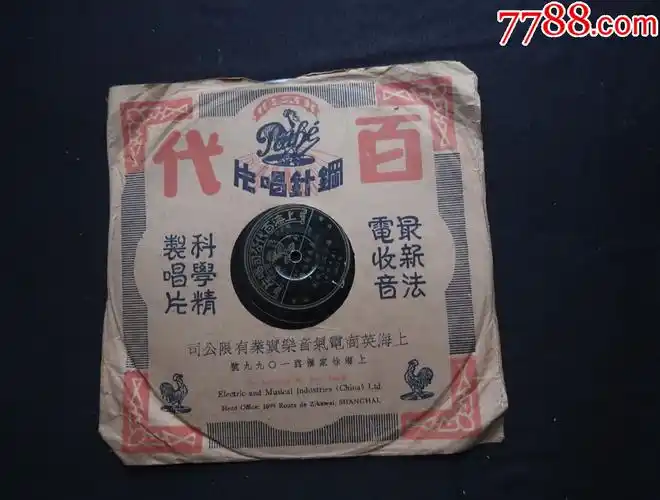 7788.com
Pathé
百代
鋼針唱片
最新法
電收音
科學精
製唱片
上海英商電氣音樂實業有限公司
上海徐家匯路一〇九九號
Electric and Musical Industries (China) Ltd
Head Office: 1099 Route de Zikawei, SHANGHAI.